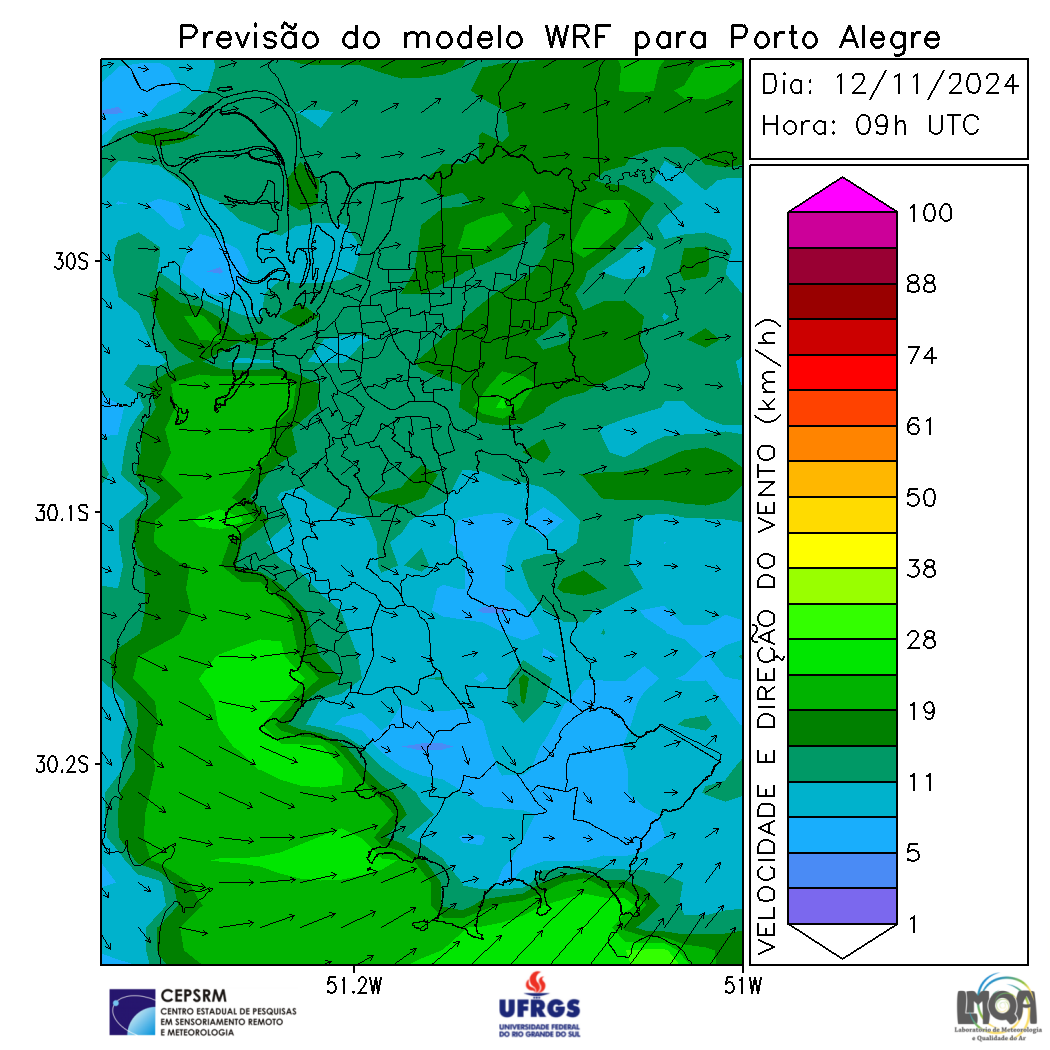 Previsão do modelo WRF para Porto Alegre
Dia: 12/11/2024
Hora: 09h UTC
30S
30.1S
30.2S
51.2W
51W
VELOCIDADE E DIREÇÃO DO VENTO (km/h)
100
88
74
61
50
38
28
19
11
5
1
CEPSRM
CENTRO ESTADUAL DE PESQUISAS
EM SENSORIAMENTO REMOTO
E METEOROLOGIA
UFRGS
UNIVERSIDADE FEDERAL
DO RIO GRANDE DO SUL
LMQA
Laboratório de Meteorologia
e Qualidade do Ar